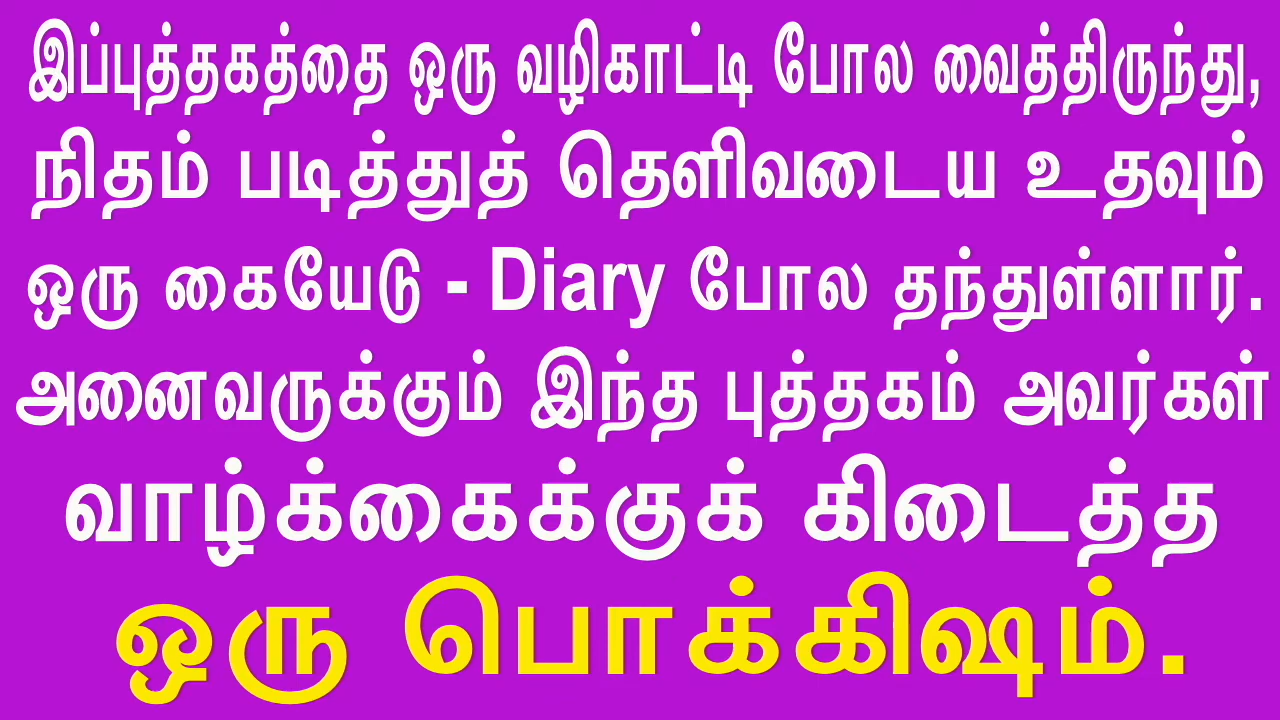 இப்புத்தகத்தை ஒரு வழிகாட்டி போல வைத்திருந்து,
நிதம் படித்துத் தெளிவடைய உதவும்
ஒரு கையேடு - Diary போல தந்துள்ளார்.
அனைவருக்கும் இந்த புத்தகம் அவர்கள்
வாழ்க்கைக்குக் கிடைத்த
ஒரு பொக்கிஷம்.